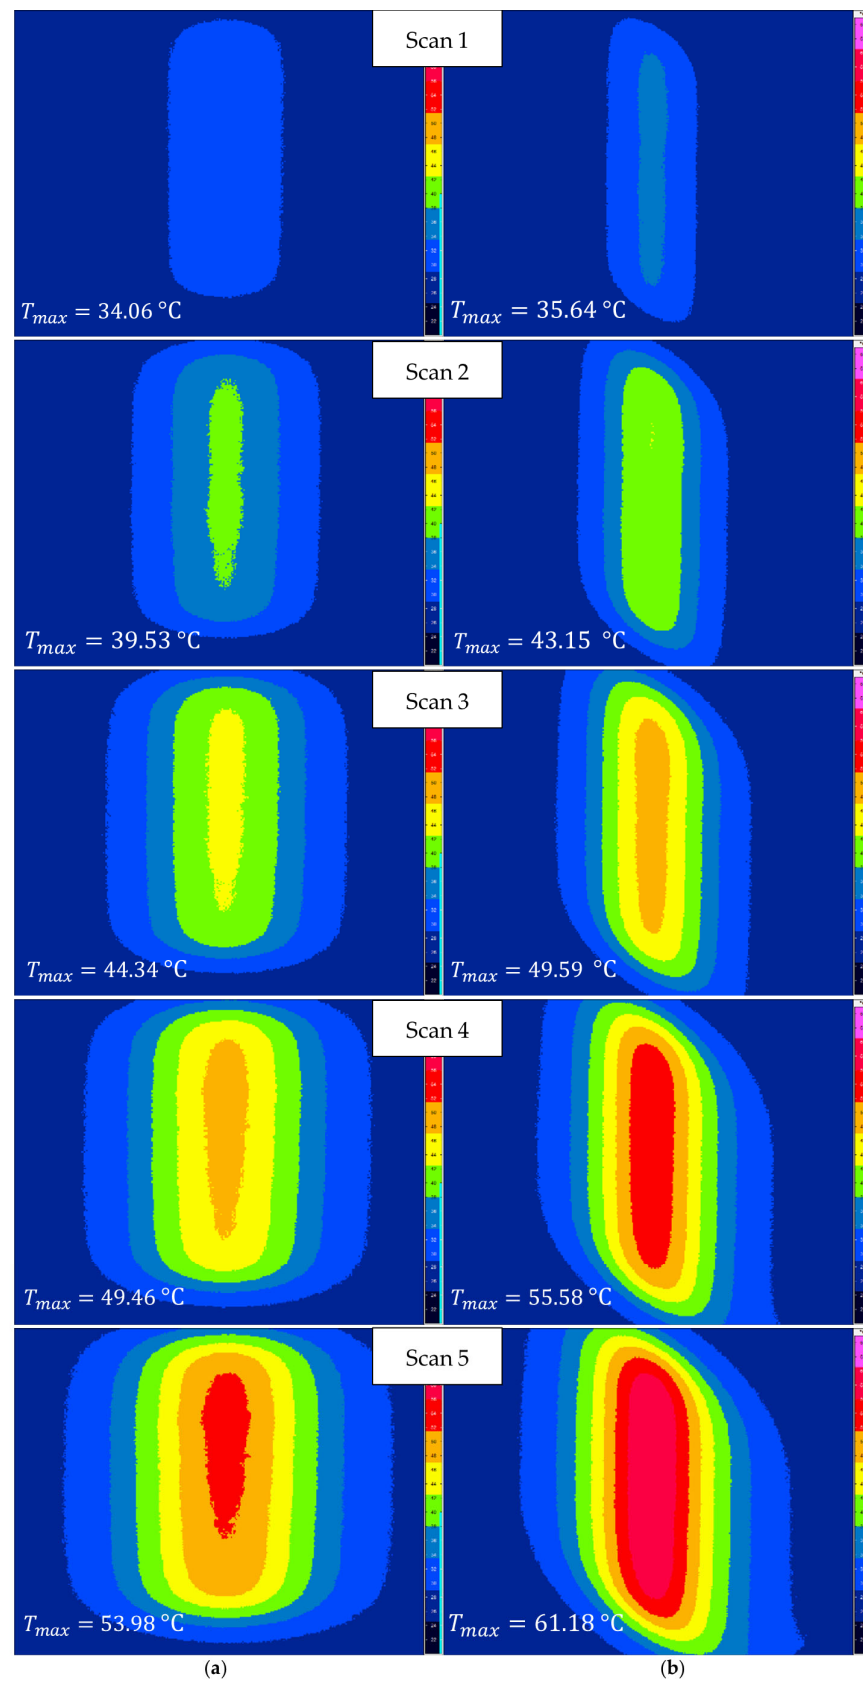 Scan 1
T_max = 34.06 °C
T_max = 35.64 °C
Scan 2
T_max = 39.53 °C
T_max = 43.15 °C
Scan 3
T_max = 44.34 °C
T_max = 49.59 °C
Scan 4
T_max = 49.46 °C
T_max = 55.58 °C
Scan 5
T_max = 53.98 °C
T_max = 61.18 °C
(a)
(b)